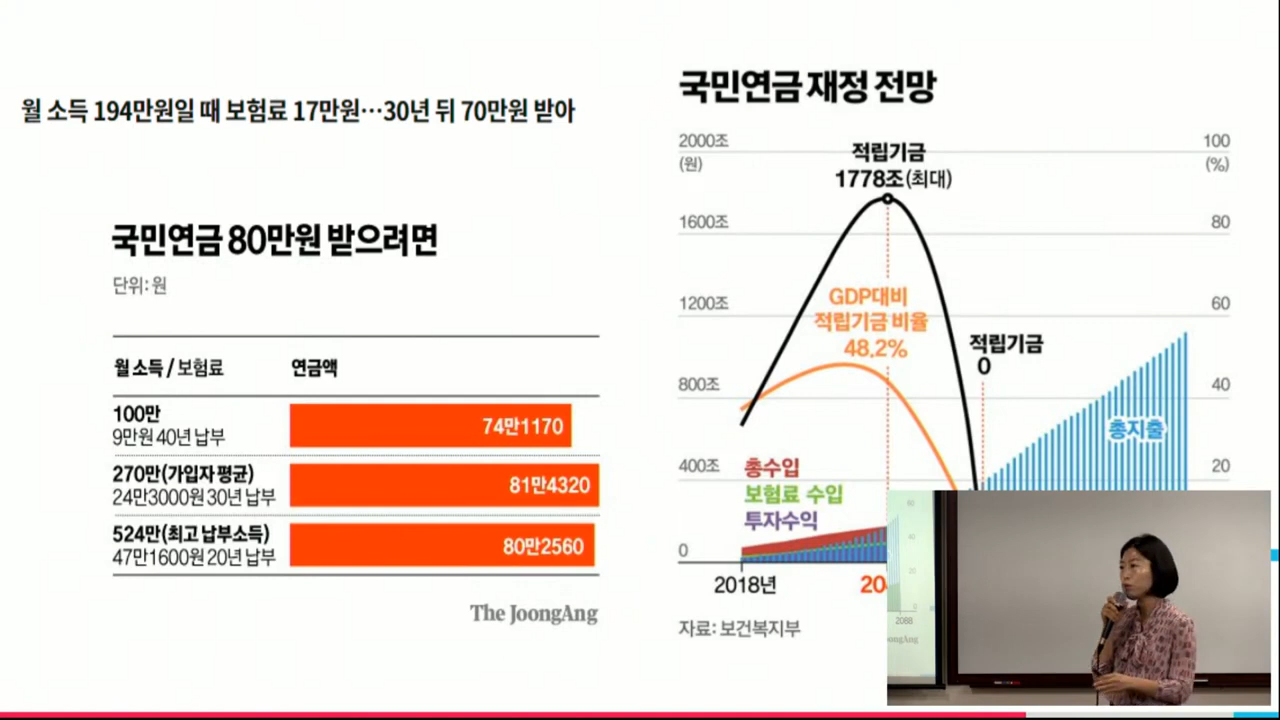 월 소득 194만원일 때 보험료 17만원…30년 뒤 70만원 받아
국민연금 80만원 받으려면
단위: 원
월 소득 / 보험료 연금액
100만
9만원 40년 납부
74만1170
270만(가입자 평균)
24만3000원 30년 납부
81만4320
524만(최고 납부소득)
47만1600원 20년 납부
80만2560
The JoongAng
국민연금 재정 전망
2000조
(원)
100
(%)
적립기금
1778조(최대)
1600조
80
GDP대비
적립기금 비율
48.2%
1200조
60
적립기금
0
800조
40
총지출
400조
20
총수입
보험료 수입
투자수익
0
2018년
20
자료: 보건복지부
60
40
20
0
2088
ongAng